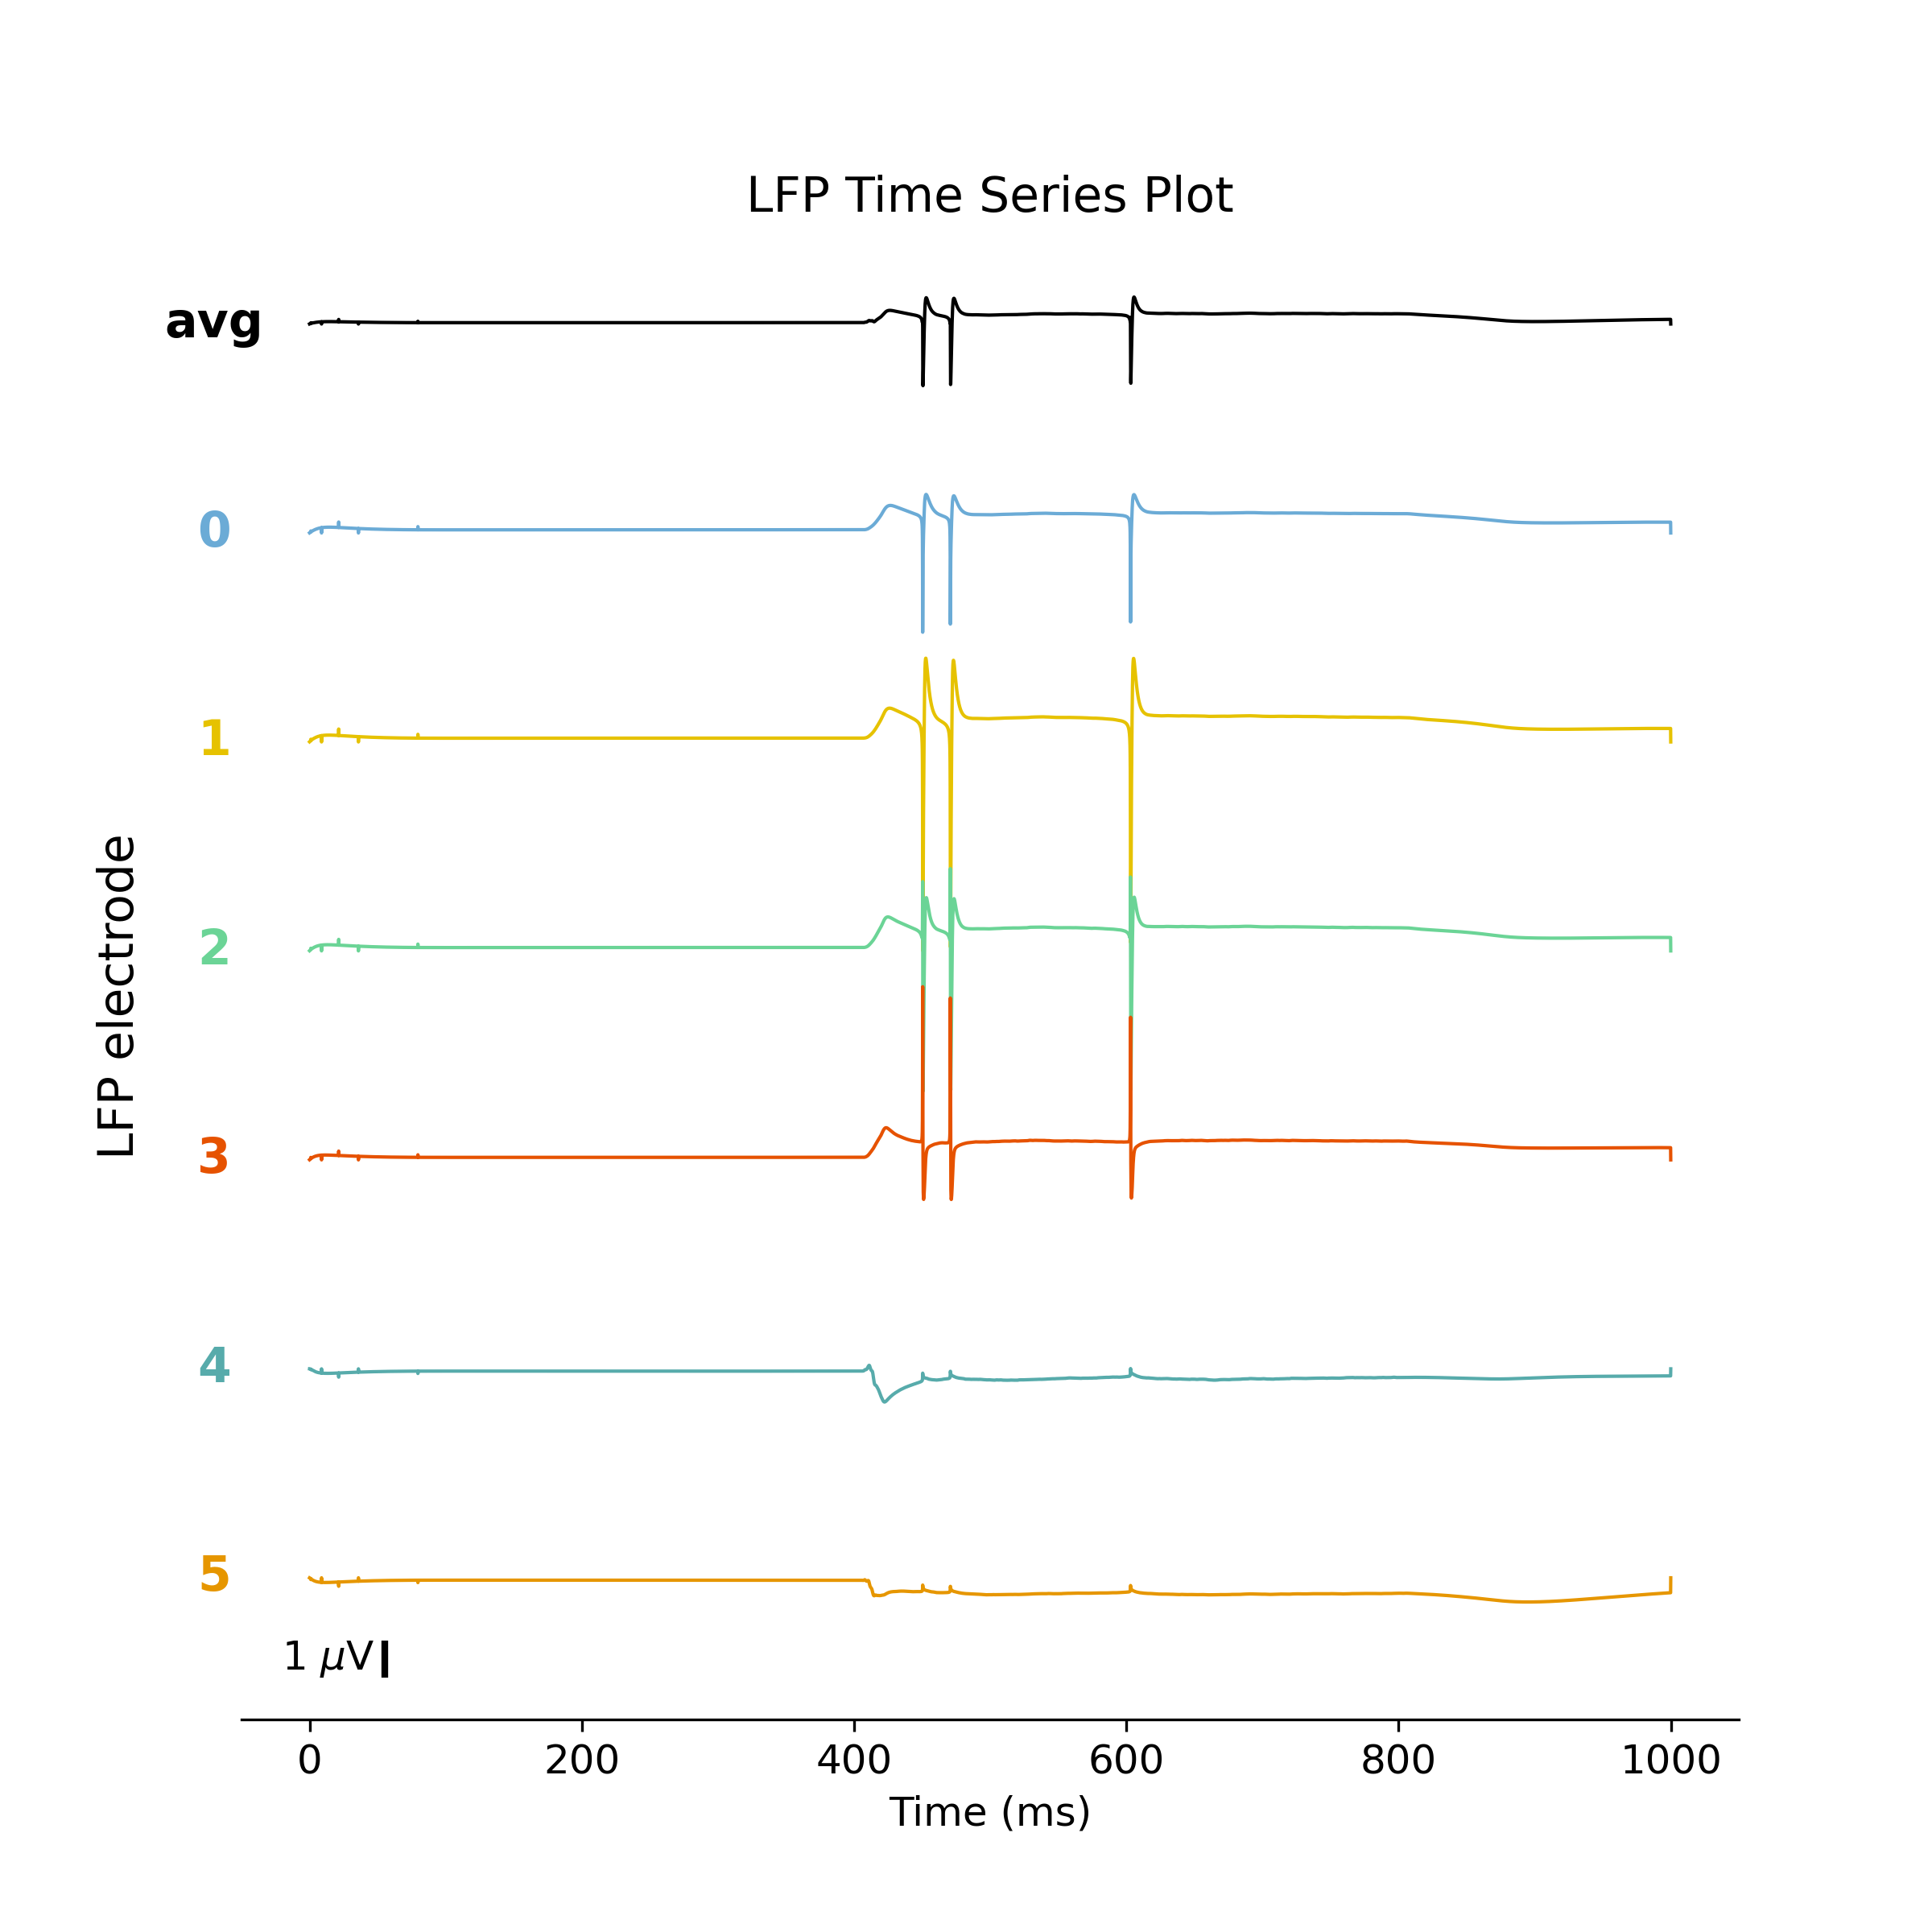 LFP Time Series Plot
avg
0
1
2
3
4
5
LFP electrode
1 μV
0 200 400 600 800 1000
Time (ms)